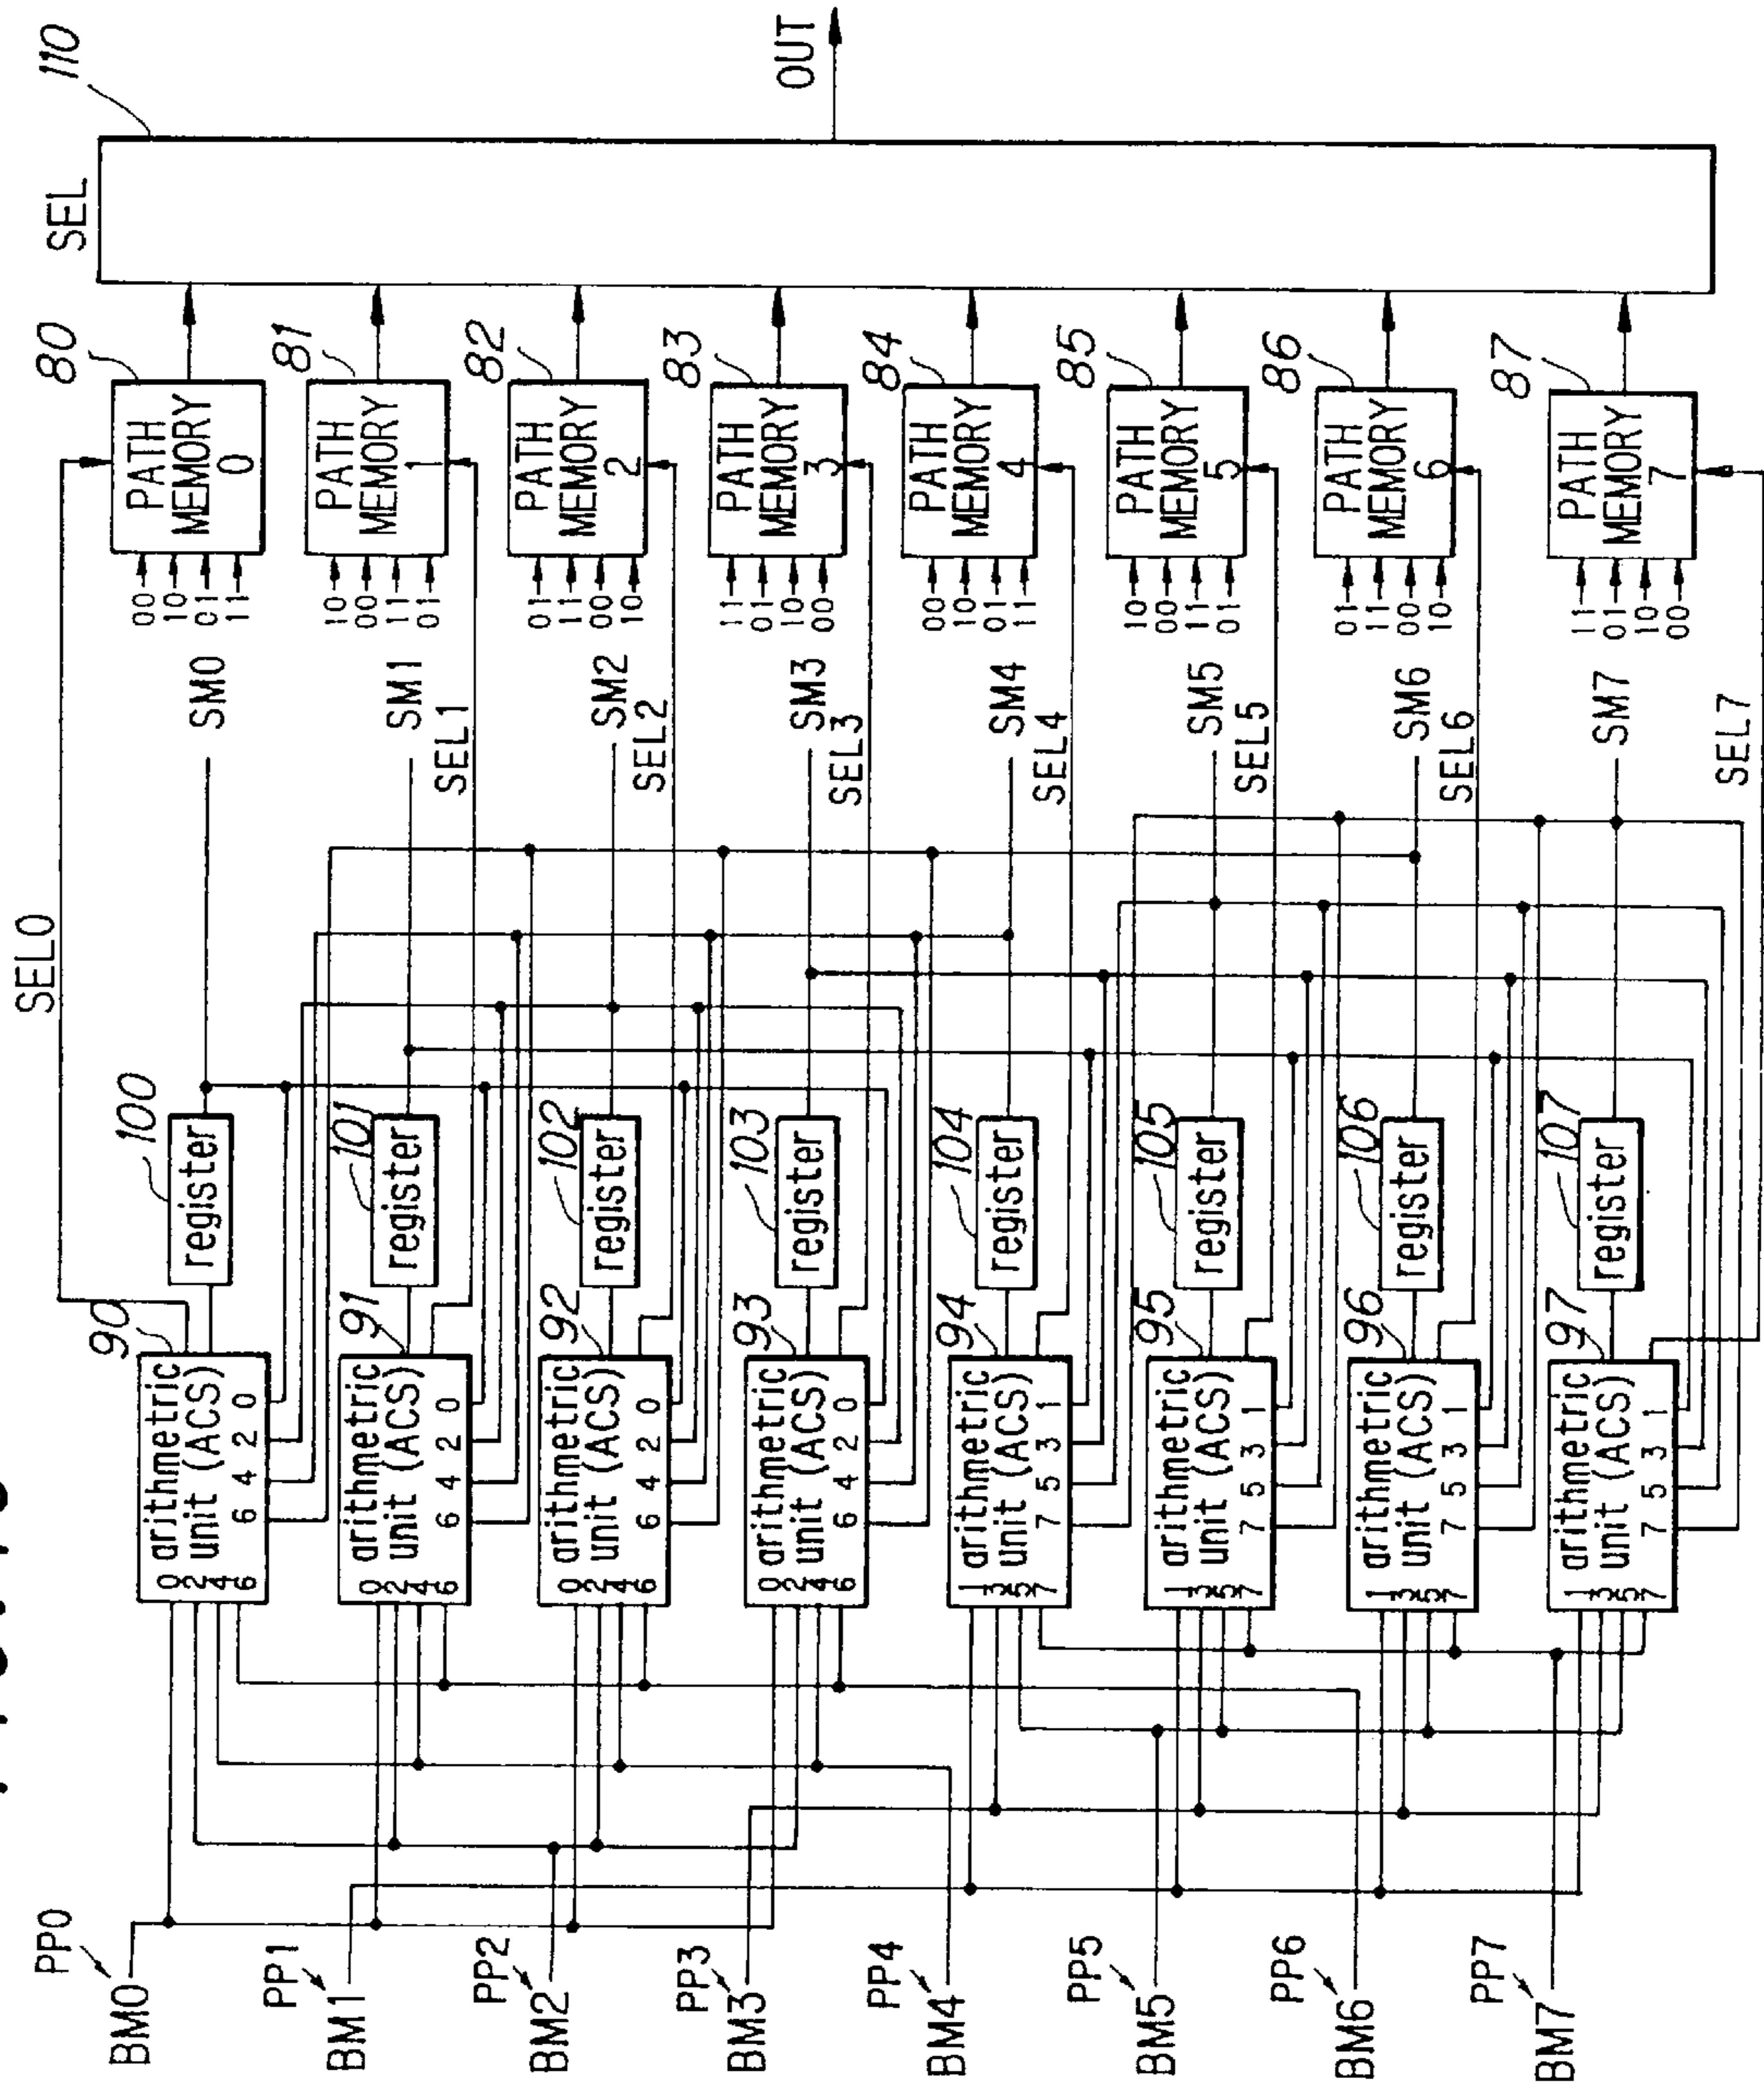 PP0
BM0
PP1
BM1
PP2
BM2
PP3
BM3
PP4
BM4
PP5
BM5
PP6
BM6
PP7
BM7
0 arithmetric
2 unit (ACS)
4
6 6 4 2 0
90
0 arithmetric
2 unit (ACS)
4
6 6 4 2 0
91
0 arithmetric
2 unit (ACS)
4
6 6 4 2 0
92
0 arithmetric
2 unit (ACS)
4
6 6 4 2 0
93
1 arithmetric
3 unit (ACS)
5
7 7 5 3 1
94
1 arithmetric
3 unit (ACS)
5
7 7 5 3 1
95
1 arithmetric
3 unit (ACS)
5
7 7 5 3 1
96
1 arithmetric
3 unit (ACS)
5
7 7 5 3 1
97
100
register
101
register
102
register
103
register
104
register
105
register
106
register
107
register
SEL0
SM0
SM1
SEL1
SM2
SEL2
SM3
SEL3
SM4
SEL4
SM5
SEL5
SM6
SEL6
SM7
SEL7
00
10
01
11
PATH
MEMORY
0
80
10
00
11
01
PATH
MEMORY
1
81
01
11
00
10
PATH
MEMORY
2
82
11
01
10
00
PATH
MEMORY
3
83
00
10
01
11
PATH
MEMORY
4
84
10
00
11
01
PATH
MEMORY
5
85
01
11
00
10
PATH
MEMORY
6
86
11
01
10
00
PATH
MEMORY
7
87
SEL
110
OUT